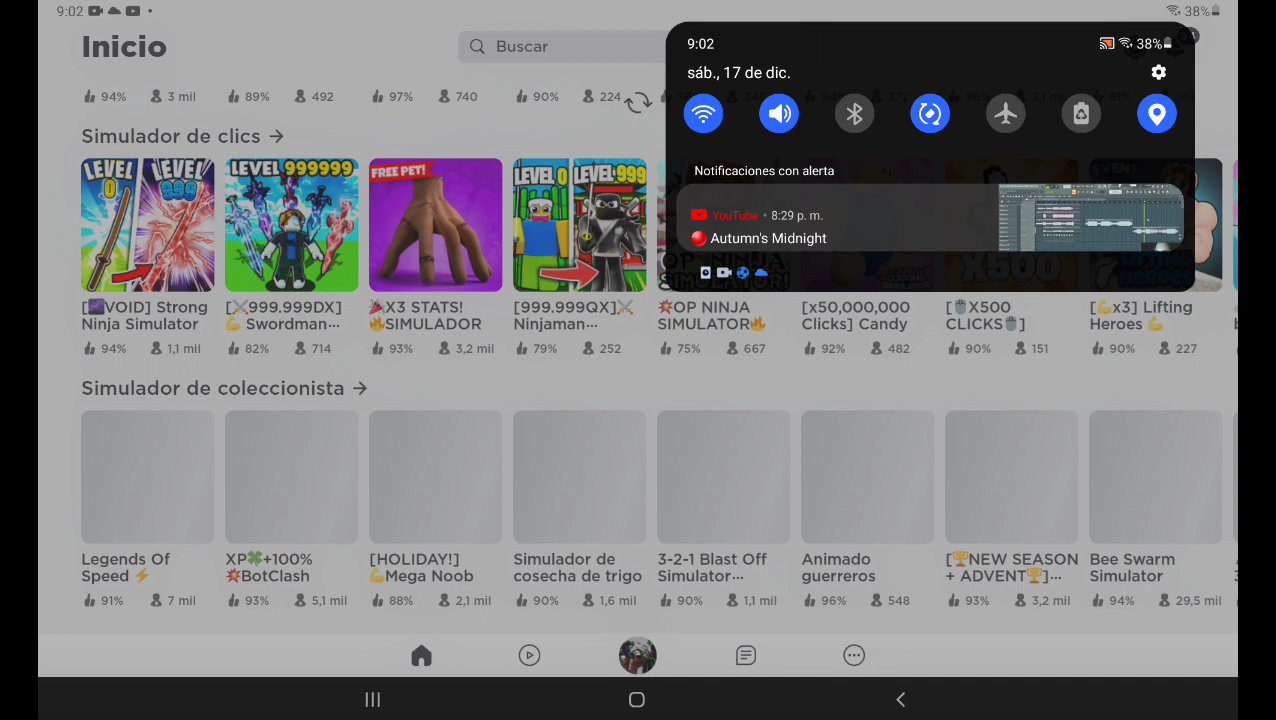 9:02
38%
Inicio
Buscar
9:02
38%
sáb., 17 de dic.
94% 3 mil 89% 492 97% 740 90% 224
Notificaciones con alerta
YouTube • 8:29 p. m.
Autumn's Midnight
Simulador de clics →
LEVEL 0 LEVEL 999
LEVEL 999999
FREE PET!
LEVEL 0 LEVEL 999
[🌌VOID] Strong Ninja Simulator
[⚔️999.999DX] 💪 Swordman...
🎉X3 STATS! 🔥SIMULADOR
[999.999QX]⚔️ Ninjaman...
💥OP NINJA SIMULATOR🔥
[x50,000,000 Clicks] Candy
[🖱️X500 CLICKS🖱️]
[💪x3] Lifting Heroes 💪
94% 1,1 mil 82% 714 93% 3,2 mil 79% 252 75% 667 92% 482 90% 151 90% 227
Simulador de coleccionista →
Legends Of Speed ⚡
XP🍀+100% 💥BotClash
[HOLIDAY!] 💪Mega Noob
Simulador de cosecha de trigo
3-2-1 Blast Off Simulator...
Animado guerreros
[🏆NEW SEASON + ADVENT🏆]...
Bee Swarm Simulator
91% 7 mil 93% 5,1 mil 88% 2,1 mil 90% 1,6 mil 90% 1,1 mil 96% 548 93% 3,2 mil 94% 29,5 mil